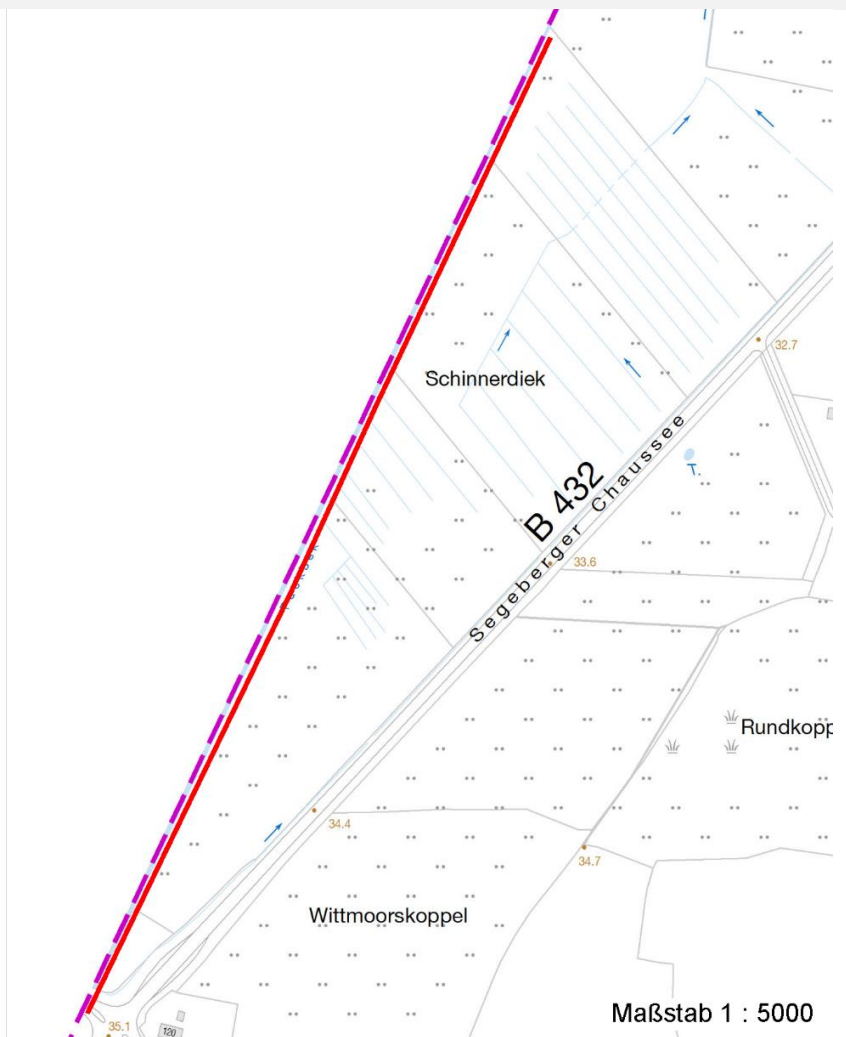 32.7
Schinnerdiek
B 432
Segeberger Chaussee
T.
33.6
Rundkopp
34.4
34.7
Wittmoorskoppel
Maßstab 1 : 5000
35.1
120